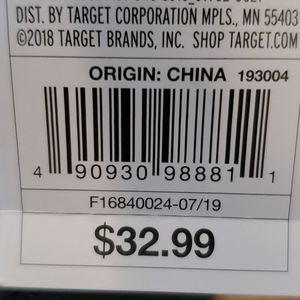 DIST. BY TARGET CORPORATION MPLS., MN 55403
©2018 TARGET BRANDS, INC. SHOP TARGET.COM
ORIGIN: CHINA 193004
4 90930 98881 1
F16840024-07/19
$32.99